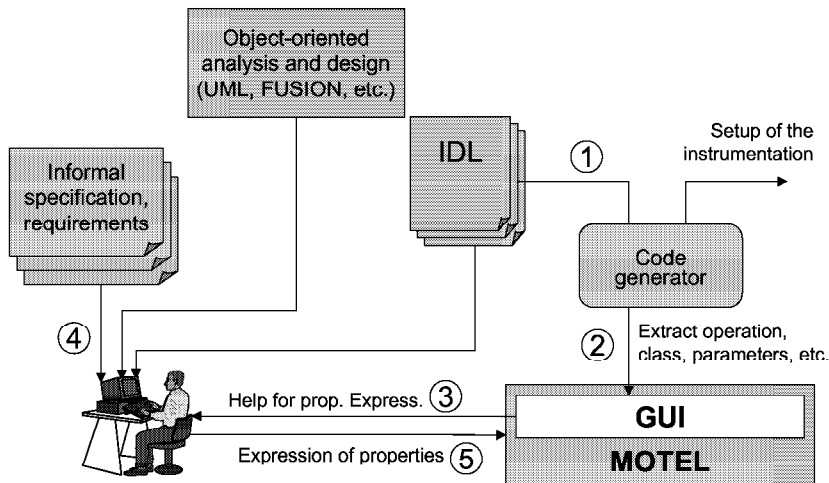 Object-oriented
analysis and design
(UML, FUSION, etc.)
Informal
specification,
requirements
IDL
1
Setup of the
instrumentation
Code
generator
2
Extract operation,
class, parameters, etc.
4
Help for prop. Express. 3
Expression of properties 5
GUI
MOTEL